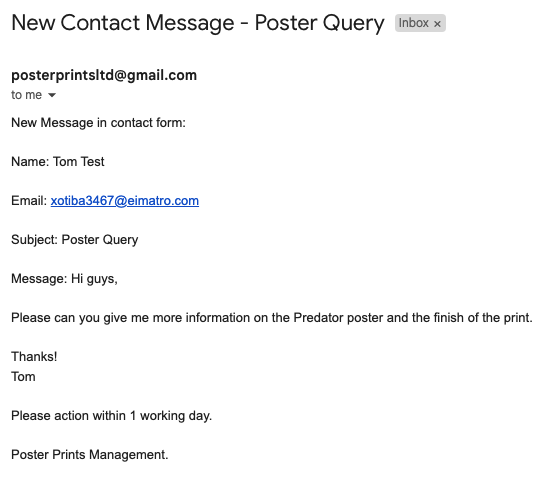 New Contact Message - Poster Query Inbox x
posterprintsltd@gmail.com
to me
New Message in contact form:
Name: Tom Test
Email: xotiba3467@eimatro.com
Subject: Poster Query
Message: Hi guys,
Please can you give me more information on the Predator poster and the finish of the print.
Thanks!
Tom
Please action within 1 working day.
Poster Prints Management.